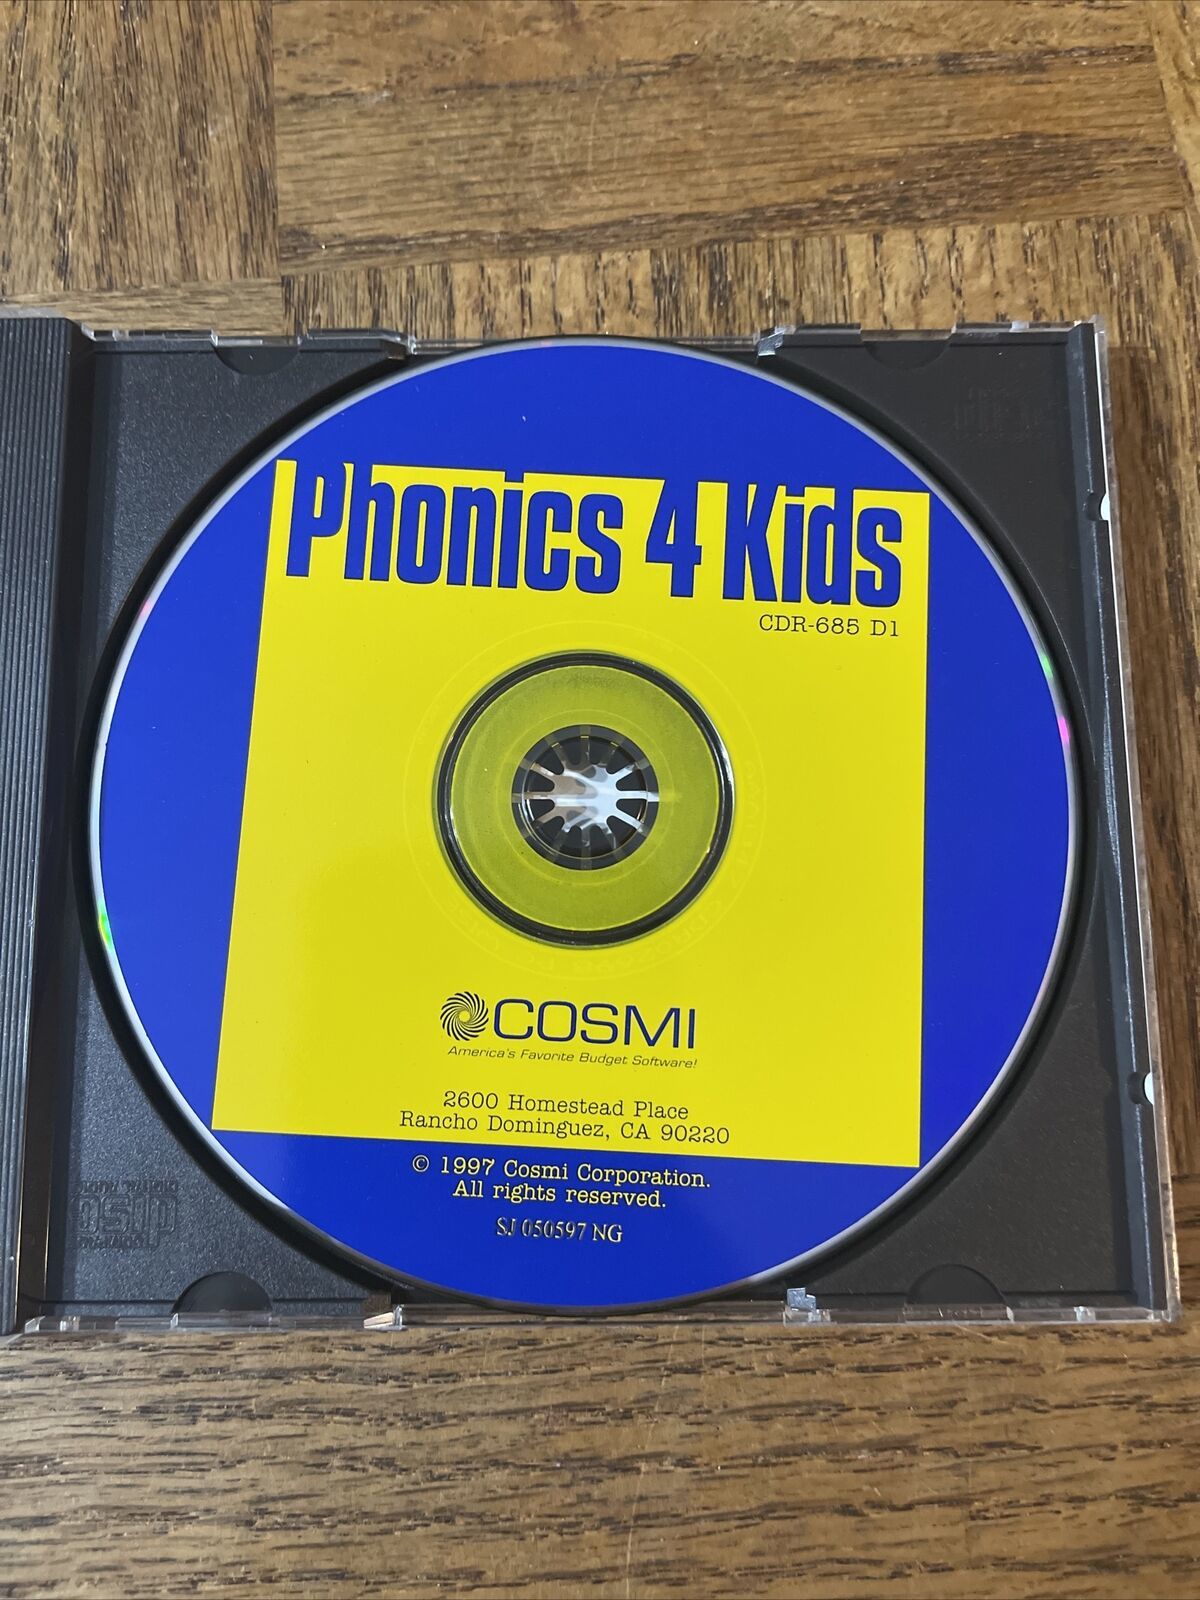 Phonics 4 Kids
CDR-685 D1
COSMI
America's Favorite Budget Software!
2600 Homestead Place
Rancho Dominguez, CA 90220
© 1997 Cosmi Corporation.
All rights reserved.
SJ 050597 NG